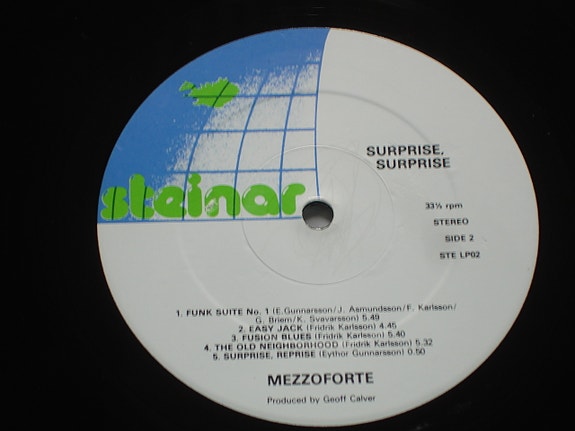 steinar
SURPRISE,
SURPRISE
33⅓ rpm
STEREO
SIDE 2
STE LP02
1. FUNK SUITE No. 1 (E.Gunnarsson/J. Asmundsson/F. Karlsson/
G. Briem/K. Svavarsson) 5.49
2. EASY JACK (Fridrik Karlsson) 4.45
3. FUSION BLUES (Fridrik Karlsson) 5.40
4. THE OLD NEIGHBORHOOD (Fridrik Karlsson) 5.32
5. SURPRISE, REPRISE (Eythor Gunnarsson) 0.50
MEZZOFORTE
Produced by Geoff Calver